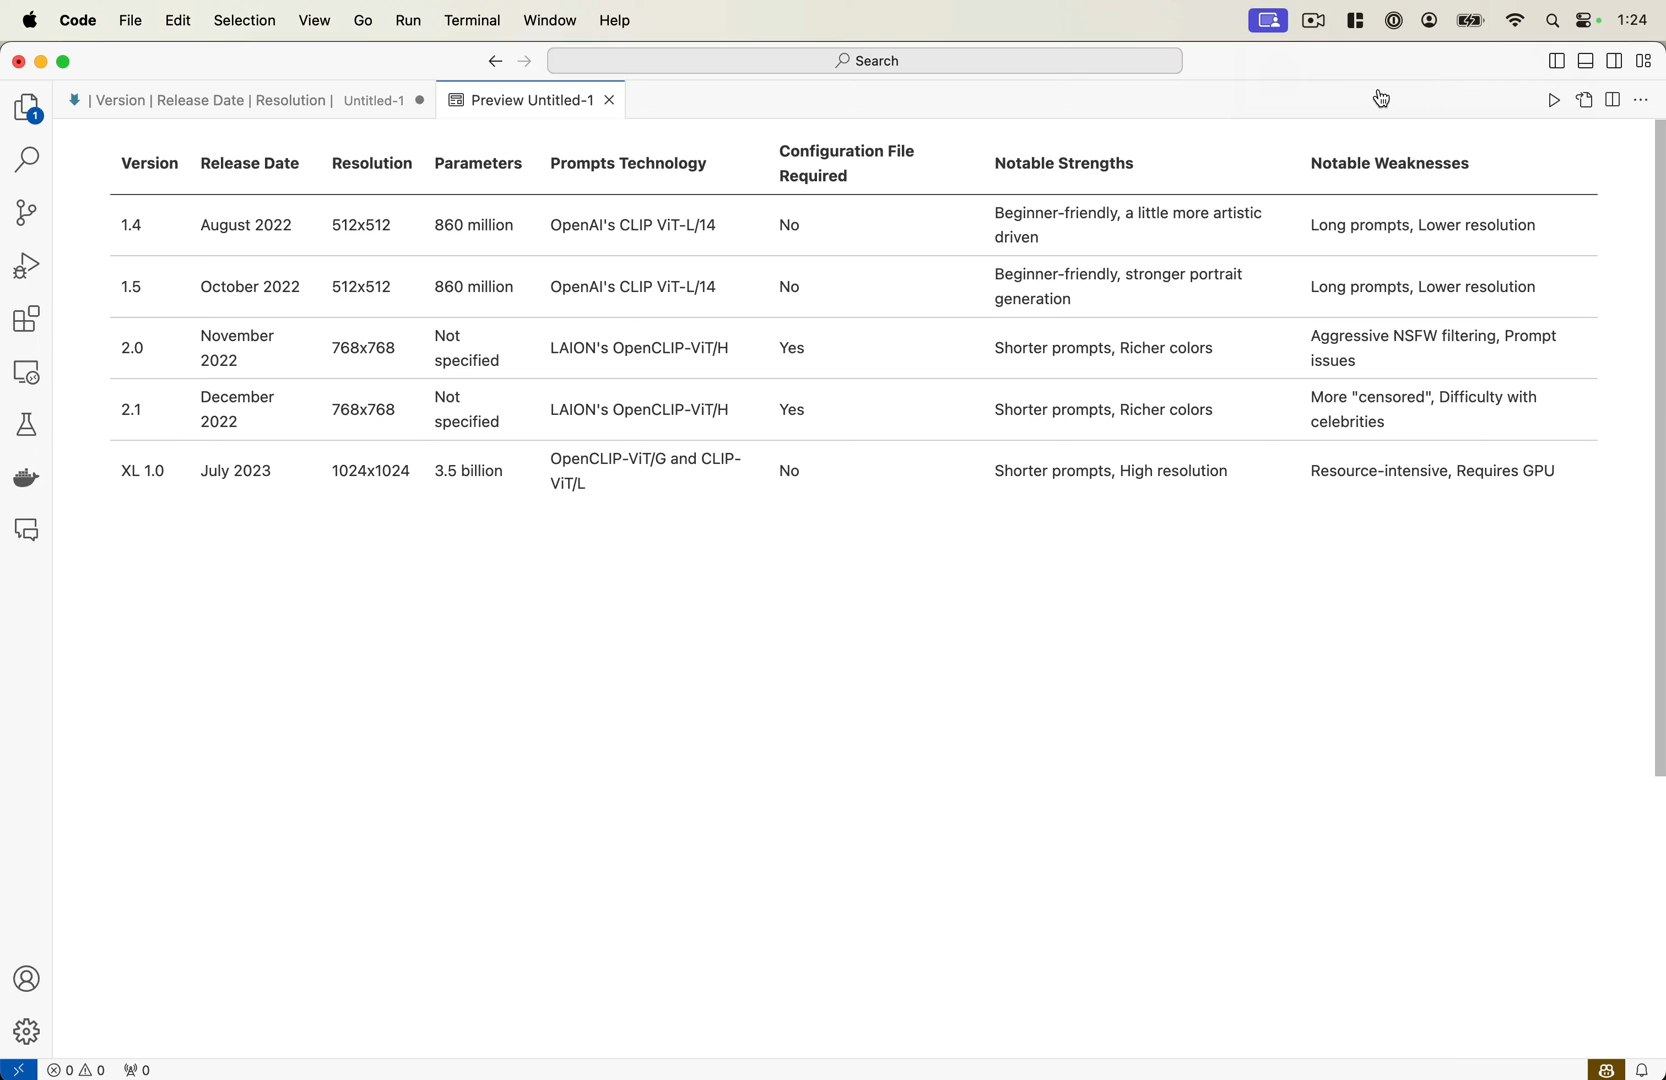 Code File Edit Selection View Go Run Terminal Window Help 1:24
Search
| Version | Release Date | Resolution | Untitled-1 Preview Untitled-1
1
Version Release Date Resolution Parameters Prompts Technology Configuration File Required Notable Strengths Notable Weaknesses
1.4 August 2022 512x512 860 million OpenAI's CLIP ViT-L/14 No Beginner-friendly, a little more artistic driven Long prompts, Lower resolution
1.5 October 2022 512x512 860 million OpenAI's CLIP ViT-L/14 No Beginner-friendly, stronger portrait generation Long prompts, Lower resolution
2.0 November 2022 768x768 Not specified LAION's OpenCLIP-ViT/H Yes Shorter prompts, Richer colors Aggressive NSFW filtering, Prompt issues
2.1 December 2022 768x768 Not specified LAION's OpenCLIP-ViT/H Yes Shorter prompts, Richer colors More "censored", Difficulty with celebrities
XL 1.0 July 2023 1024x1024 3.5 billion OpenCLIP-ViT/G and CLIP-ViT/L No Shorter prompts, High resolution Resource-intensive, Requires GPU
0 0 0